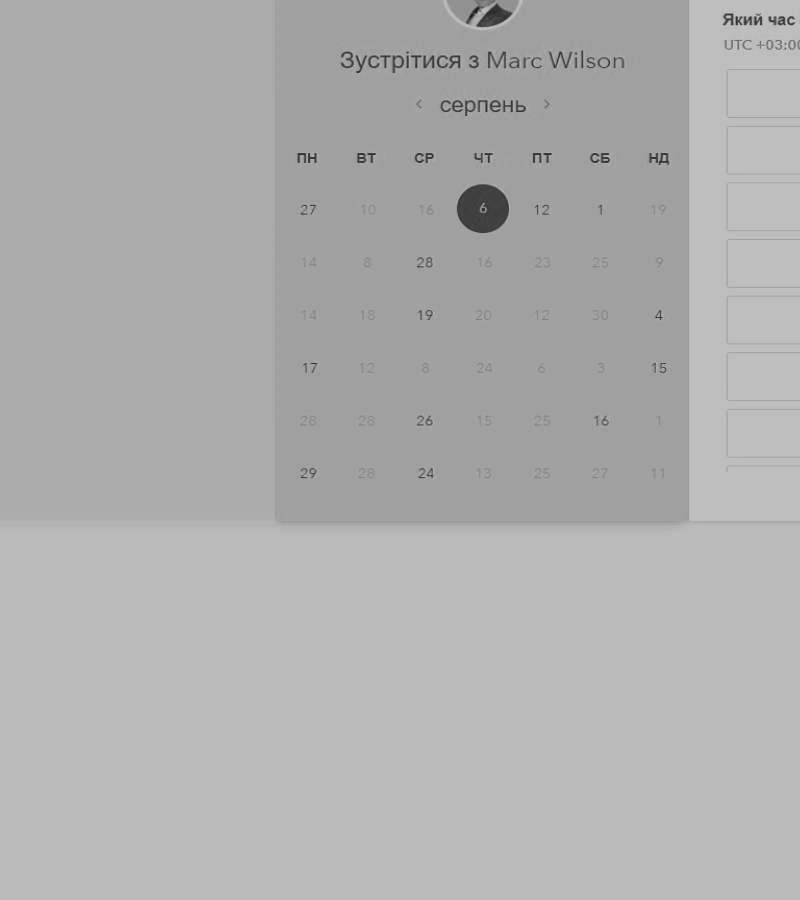 Зустрітися з Marc Wilson
серпень
ПН ВТ СР ЧТ ПТ СБ НД
27 10 16 6 12 1 19
14 8 28 16 23 25 9
14 18 19 20 12 30 4
17 12 8 24 6 3 15
28 28 26 15 25 16 1
29 28 24 13 25 27 11
Який час
UTC +03:00